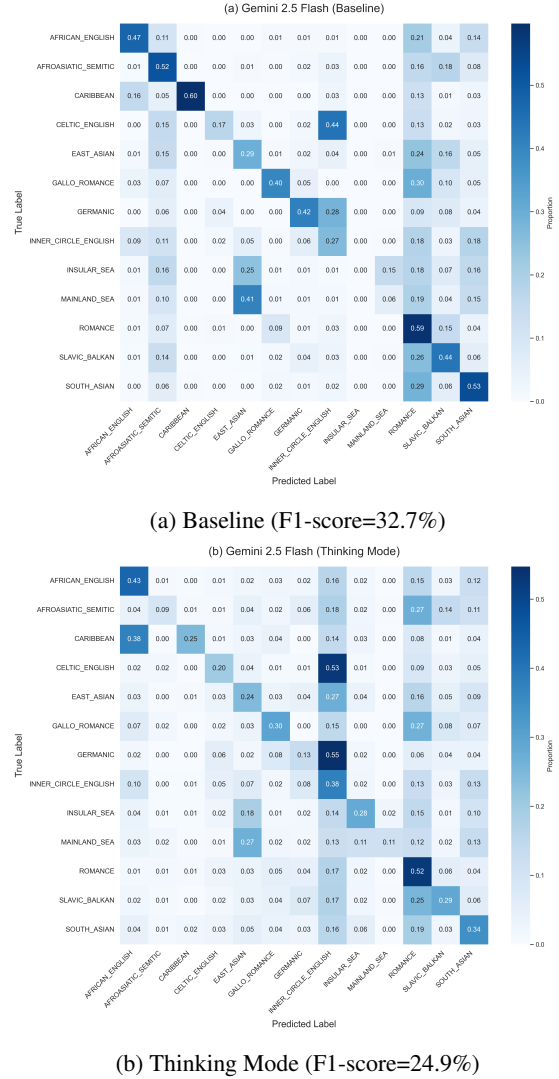 (a) Gemini 2.5 Flash (Baseline)
AFRICAN_ENGLISH 0.47 0.11 0.00 0.00 0.01 0.00 0.00 0.01 0.00 0.00 0.21 0.04 0.14
AFROASIATIC_SEMITIC 0.01 0.52 0.00 0.00 0.01 0.00 0.02 0.03 0.00 0.00 0.16 0.18 0.08
CARIBBEAN 0.16 0.05 0.60 0.00 0.00 0.00 0.00 0.01 0.00 0.00 0.13 0.01 0.03
CELTIC_ENGLISH 0.00 0.15 0.00 0.17 0.03 0.00 0.02 0.44 0.00 0.00 0.13 0.02 0.03
EAST_ASIAN 0.01 0.15 0.00 0.01 0.29 0.01 0.02 0.04 0.00 0.01 0.24 0.16 0.05
GALLO_ROMANCE 0.03 0.07 0.00 0.00 0.00 0.40 0.05 0.00 0.00 0.00 0.30 0.10 0.05
GERMANIC 0.00 0.06 0.00 0.04 0.00 0.00 0.42 0.28 0.00 0.00 0.09 0.08 0.04
INNER_CIRCLE_ENGLISH 0.09 0.11 0.00 0.02 0.05 0.00 0.06 0.27 0.00 0.00 0.18 0.03 0.18
INSULAR_SEA 0.01 0.16 0.00 0.00 0.25 0.01 0.01 0.01 0.00 0.15 0.18 0.07 0.16
MAINLAND_SEA 0.01 0.10 0.00 0.00 0.41 0.01 0.01 0.01 0.00 0.06 0.19 0.04 0.15
ROMANCE 0.01 0.07 0.00 0.01 0.00 0.09 0.02 0.01 0.00 0.00 0.59 0.15 0.04
SLAVIC_BALKAN 0.01 0.14 0.00 0.00 0.01 0.02 0.04 0.03 0.00 0.00 0.26 0.44 0.06
SOUTH_ASIAN 0.00 0.06 0.00 0.00 0.00 0.02 0.01 0.02 0.00 0.00 0.29 0.06 0.53
True Label
AFRICAN_ENGLISH AFROASIATIC_SEMITIC CARIBBEAN CELTIC_ENGLISH EAST_ASIAN GALLO_ROMANCE GERMANIC INNER_CIRCLE_ENGLISH INSULAR_SEA MAINLAND_SEA ROMANCE SLAVIC_BALKAN SOUTH_ASIAN
Predicted Label
0.5
0.4
0.3
0.2
0.1
0.0
Proportion
(a) Baseline (F1-score=32.7%)
(b) Gemini 2.5 Flash (Thinking Mode)
AFRICAN_ENGLISH 0.43 0.01 0.00 0.01 0.02 0.02 0.01 0.16 0.02 0.00 0.15 0.03 0.12
AFROASIATIC_SEMITIC 0.04 0.09 0.00 0.01 0.04 0.02 0.06 0.18 0.02 0.00 0.27 0.14 0.11
CARIBBEAN 0.38 0.01 0.25 0.01 0.03 0.04 0.00 0.14 0.03 0.00 0.08 0.01 0.04
CELTIC_ENGLISH 0.02 0.02 0.00 0.20 0.04 0.01 0.01 0.53 0.01 0.00 0.09 0.03 0.05
EAST_ASIAN 0.03 0.00 0.01 0.03 0.24 0.03 0.04 0.27 0.04 0.00 0.16 0.05 0.09
GALLO_ROMANCE 0.07 0.02 0.00 0.02 0.03 0.30 0.00 0.15 0.02 0.00 0.27 0.08 0.07
GERMANIC 0.02 0.00 0.00 0.06 0.02 0.08 0.13 0.55 0.02 0.00 0.06 0.04 0.04
INNER_CIRCLE_ENGLISH 0.10 0.00 0.01 0.05 0.07 0.02 0.08 0.38 0.02 0.00 0.13 0.03 0.13
INSULAR_SEA 0.04 0.01 0.01 0.02 0.18 0.03 0.02 0.14 0.28 0.02 0.15 0.01 0.10
MAINLAND_SEA 0.03 0.02 0.00 0.02 0.27 0.03 0.02 0.13 0.11 0.11 0.12 0.02 0.13
ROMANCE 0.01 0.01 0.00 0.03 0.03 0.05 0.04 0.17 0.02 0.00 0.52 0.06 0.04
SLAVIC_BALKAN 0.02 0.01 0.00 0.02 0.03 0.04 0.07 0.17 0.02 0.00 0.25 0.29 0.06
SOUTH_ASIAN 0.04 0.01 0.02 0.03 0.05 0.04 0.03 0.16 0.06 0.00 0.19 0.03 0.34
True Label
AFRICAN_ENGLISH AFROASIATIC_SEMITIC CARIBBEAN CELTIC_ENGLISH EAST_ASIAN GALLO_ROMANCE GERMANIC INNER_CIRCLE_ENGLISH INSULAR_SEA MAINLAND_SEA ROMANCE SLAVIC_BALKAN SOUTH_ASIAN
Predicted Label
0.5
0.4
0.3
0.2
0.1
0.0
Proportion
(b) Thinking Mode (F1-score=24.9%)